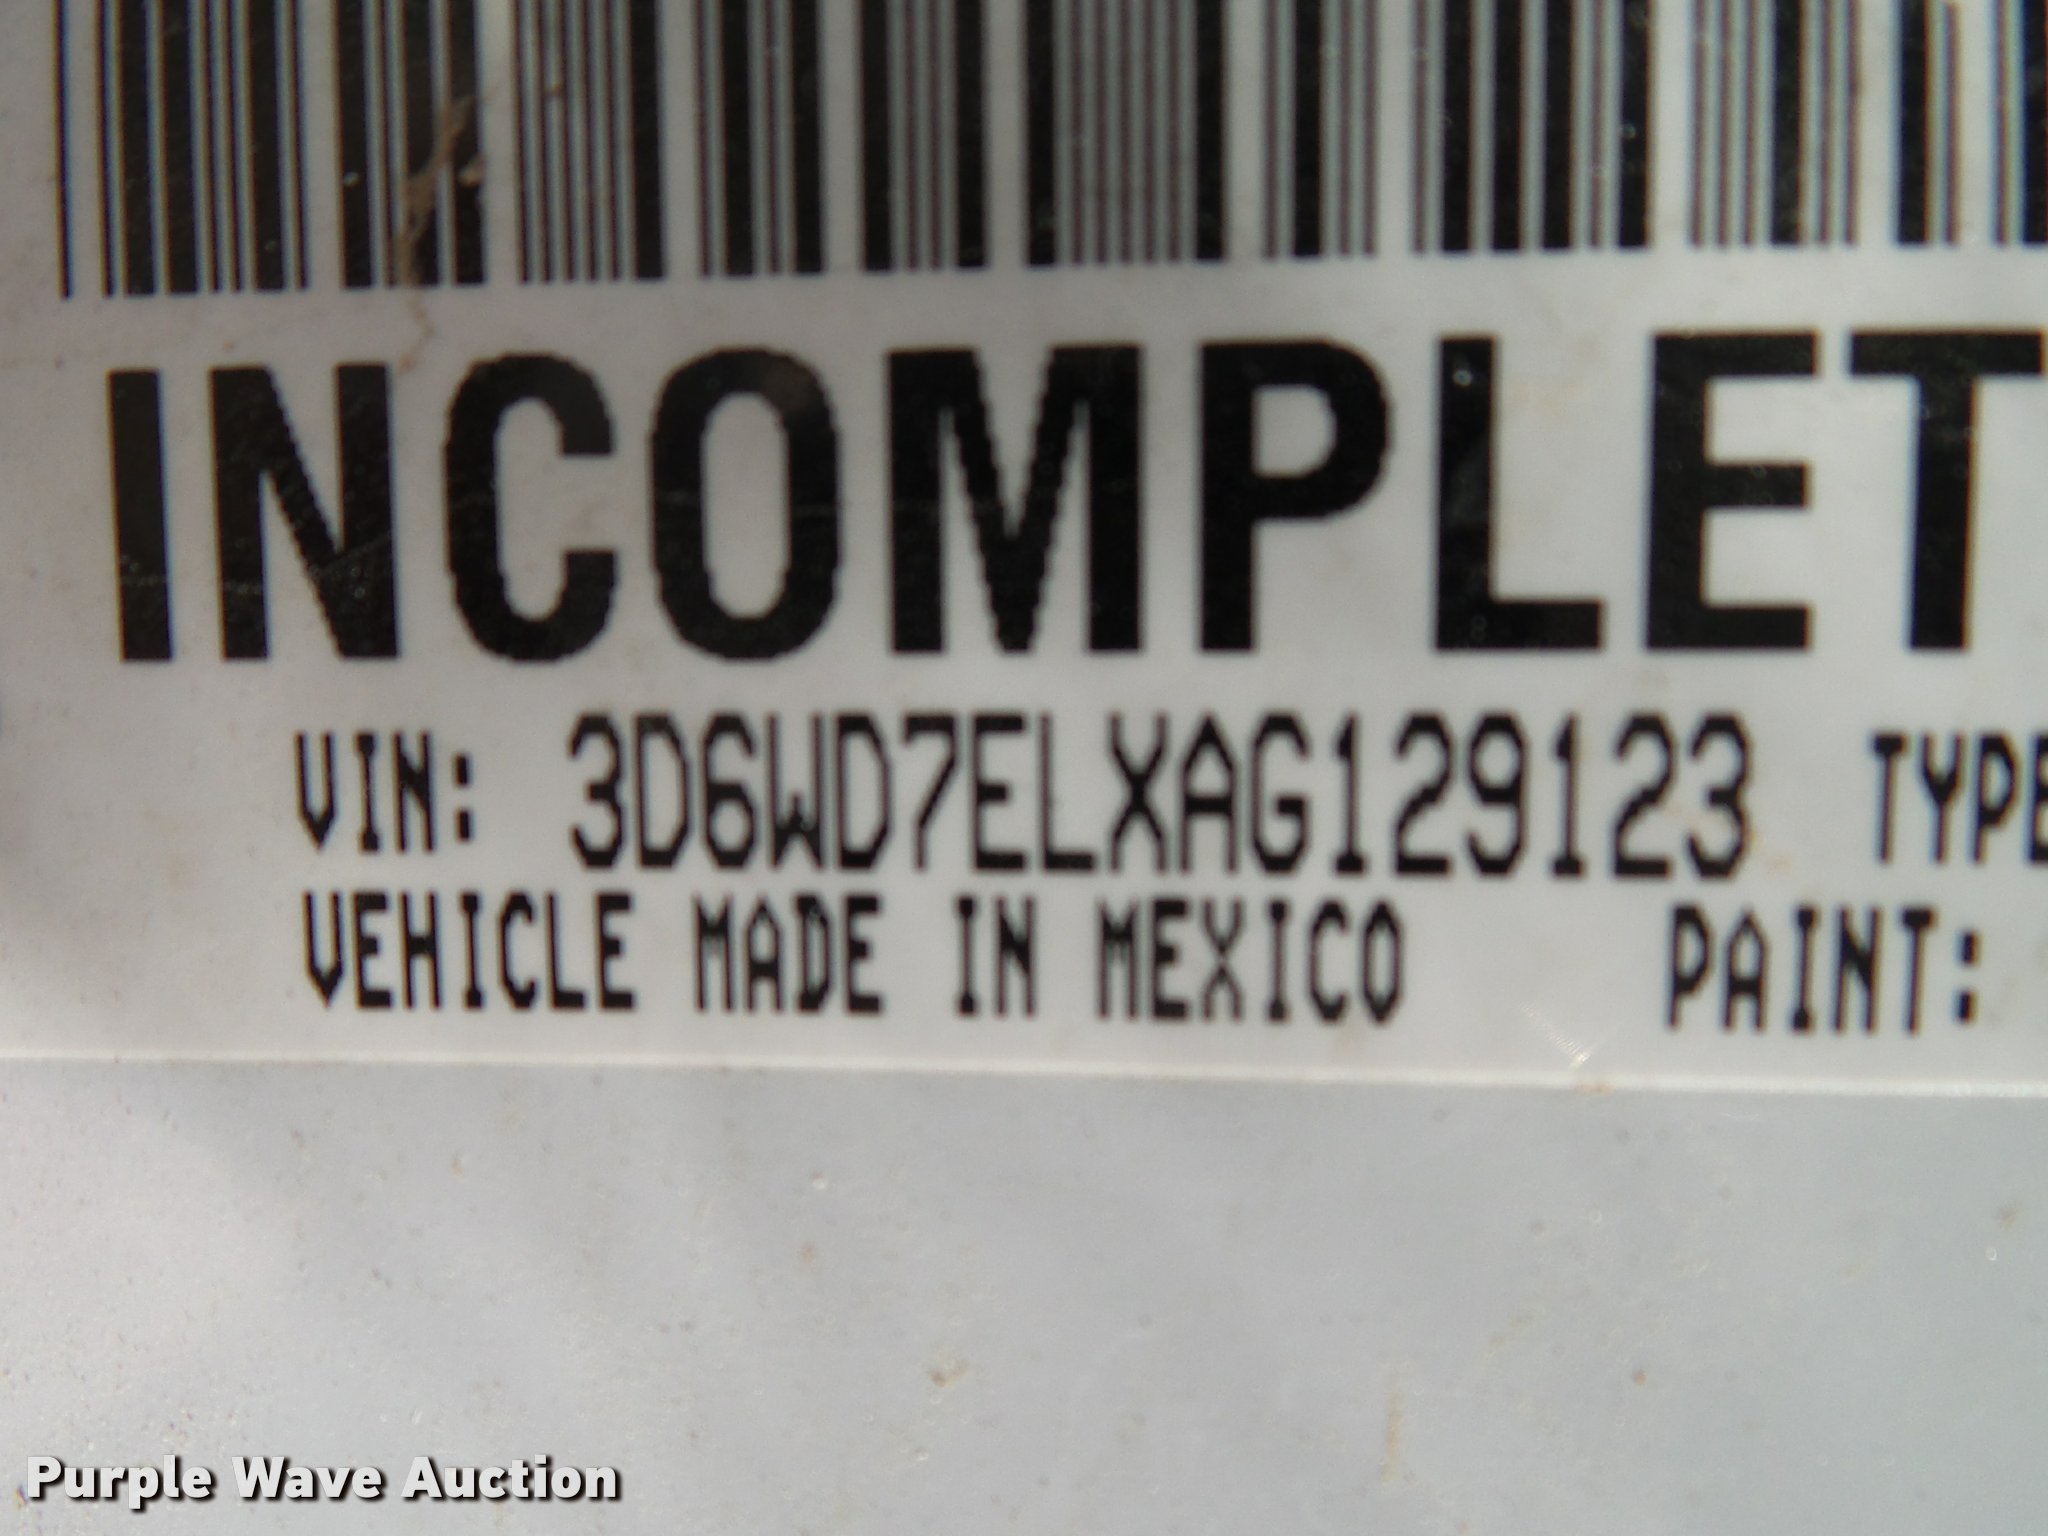 INCOMPLET
VIN: 3D6WD7ELXAG129123 TYPE
VEHICLE MADE IN MEXICO PAINT:
Purple Wave Auction